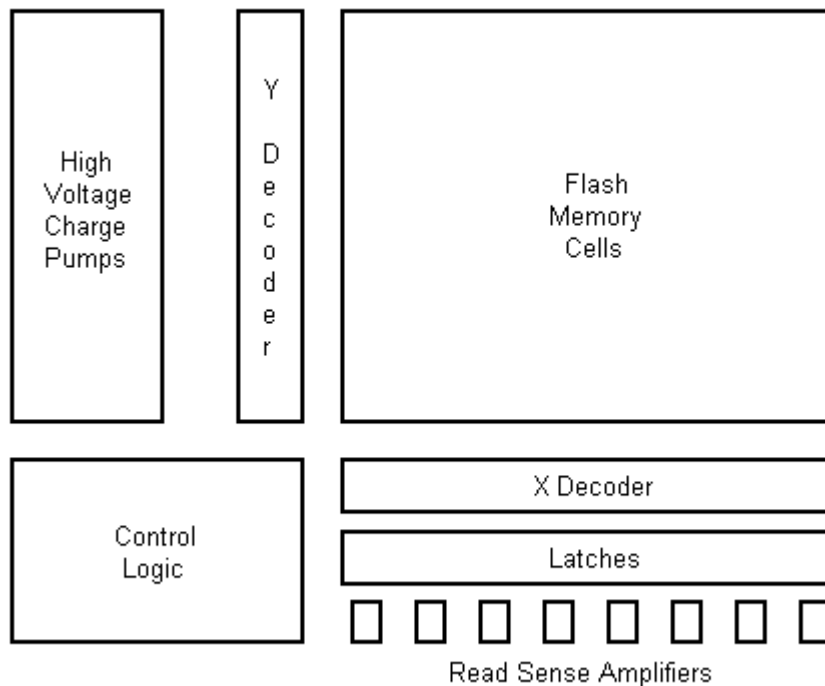 High
Voltage
Charge
Pumps
Y
D
e
c
o
d
e
r
Flash
Memory
Cells
Control
Logic
X Decoder
Latches
Read Sense Amplifiers